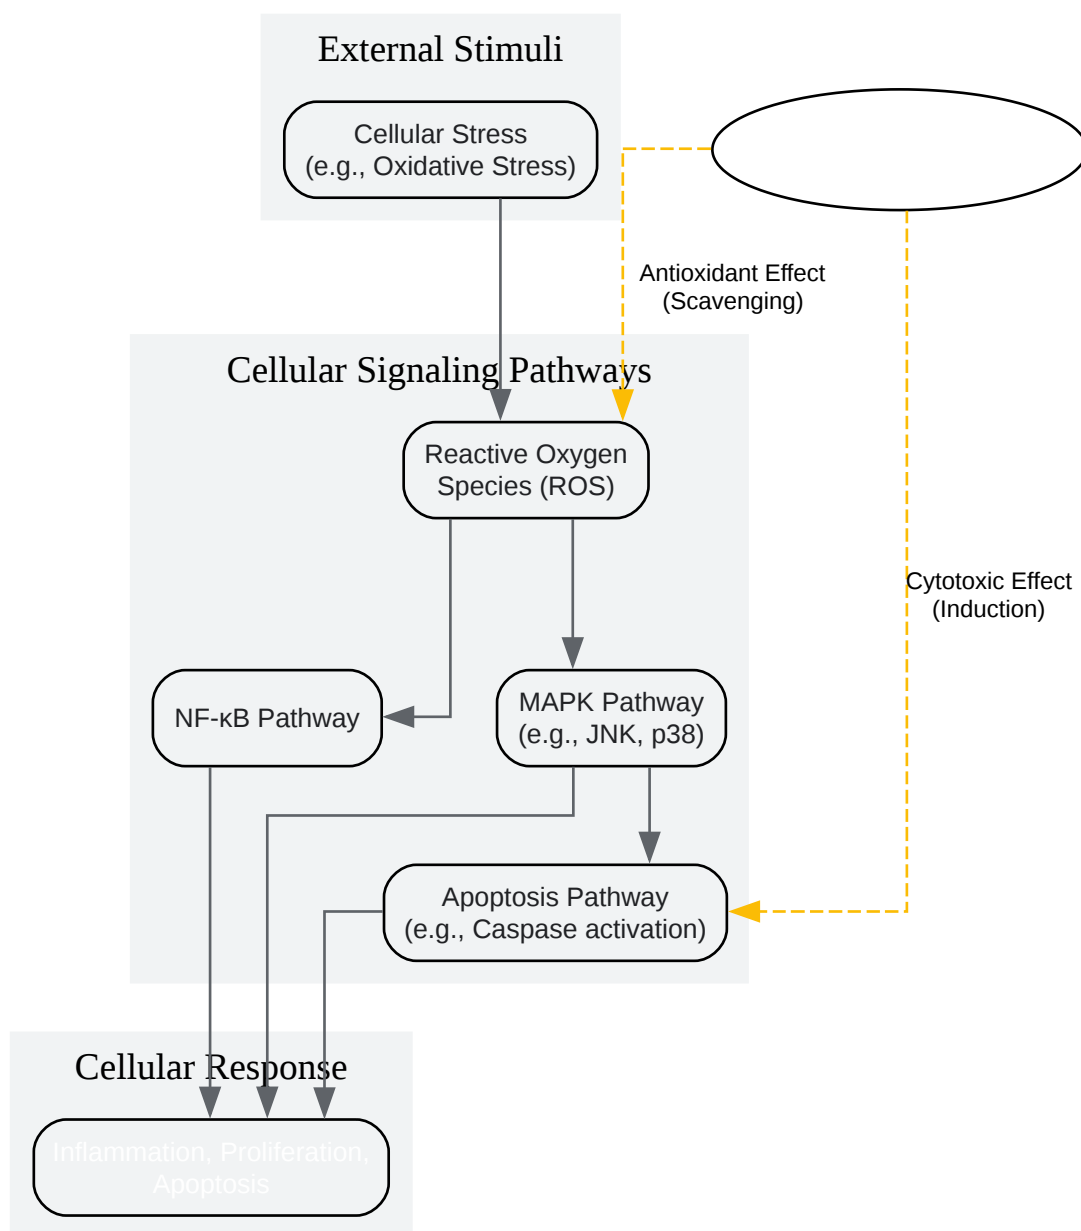 External Stimuli
Cellular Stress
(e.g., Oxidative Stress)
Antioxidant Effect
(Scavenging)
Cellular Signaling Pathways
Reactive Oxygen
Species (ROS)
Cytotoxic Effect
(Induction)
NF-κB Pathway
MAPK Pathway
(e.g., JNK, p38)
Apoptosis Pathway
(e.g., Caspase activation)
Cellular Response
Inflammation, Proliferation,
Apoptosis